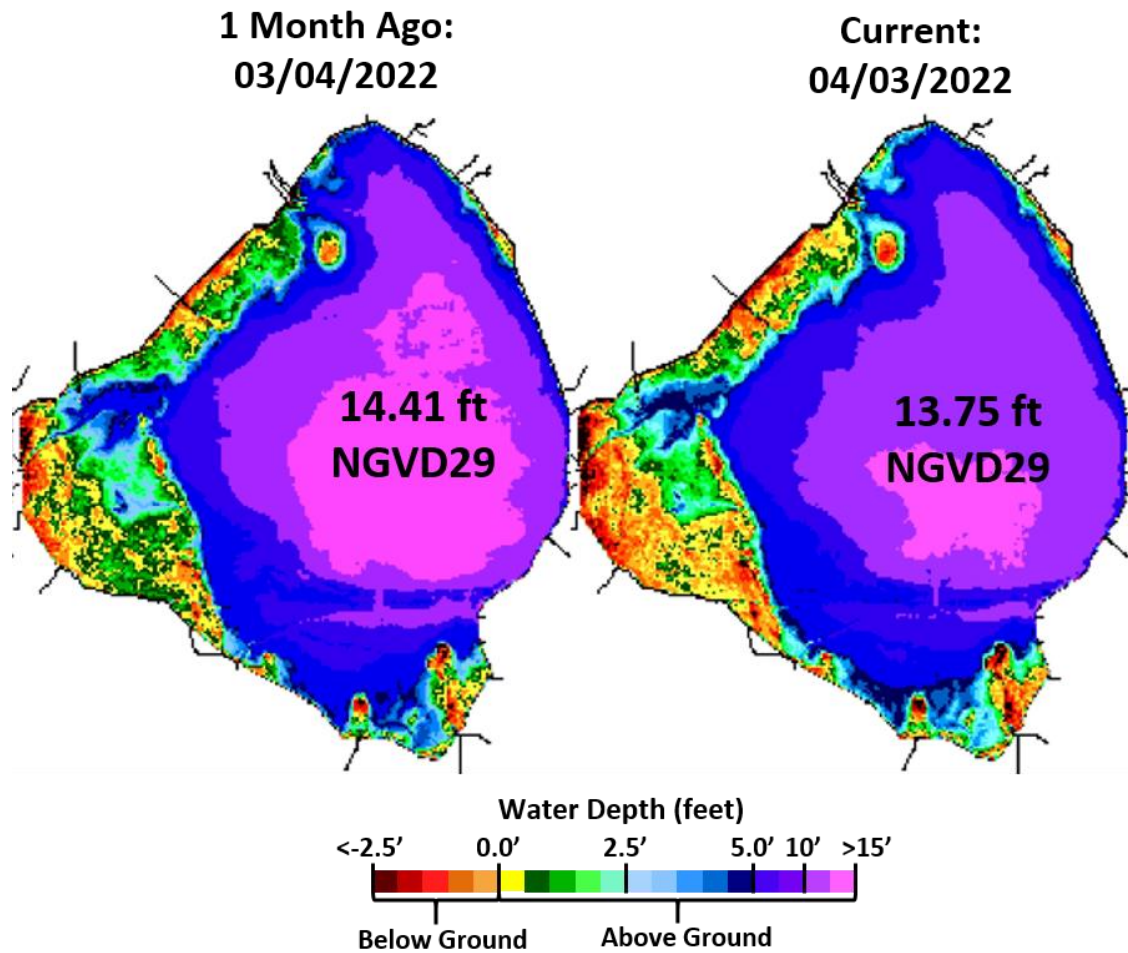 1 Month Ago:
03/04/2022
Current:
04/03/2022
14.41 ft
NGVD29
13.75 ft
NGVD29
Water Depth (feet)
<-2.5’ 0.0’ 2.5’ 5.0’ 10’ >15’
Below Ground Above Ground